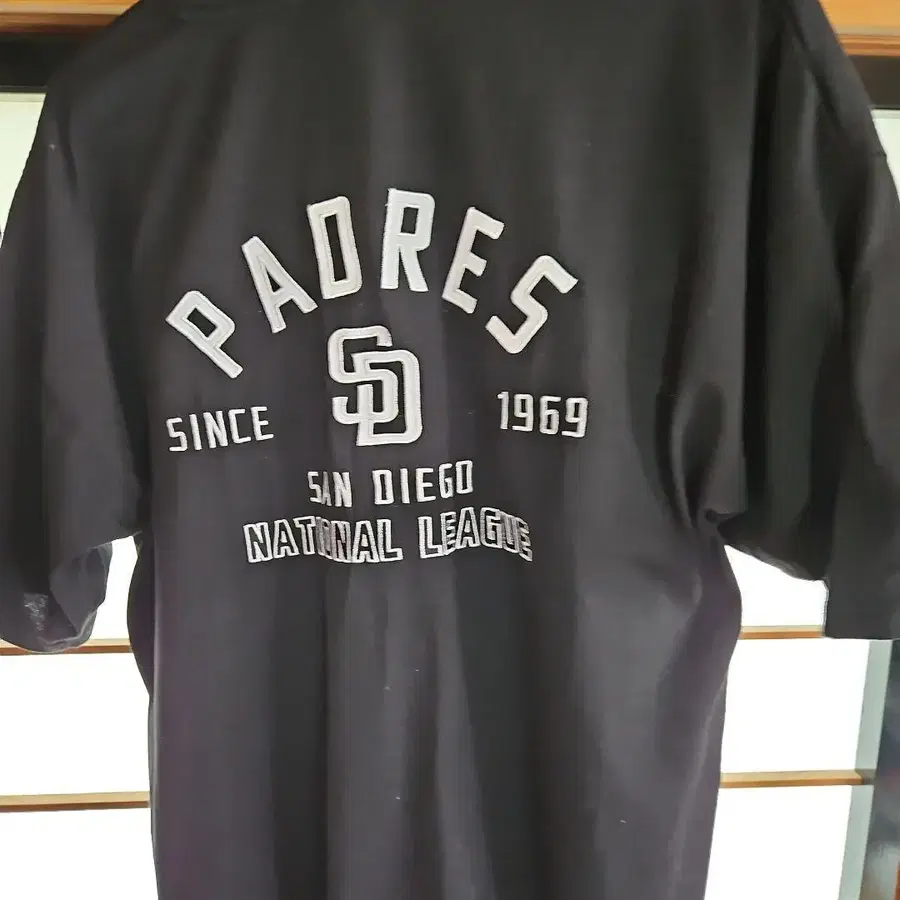 PADRES
SD
SINCE 1969
SAN DIEGO
NATIONAL LEAGUE